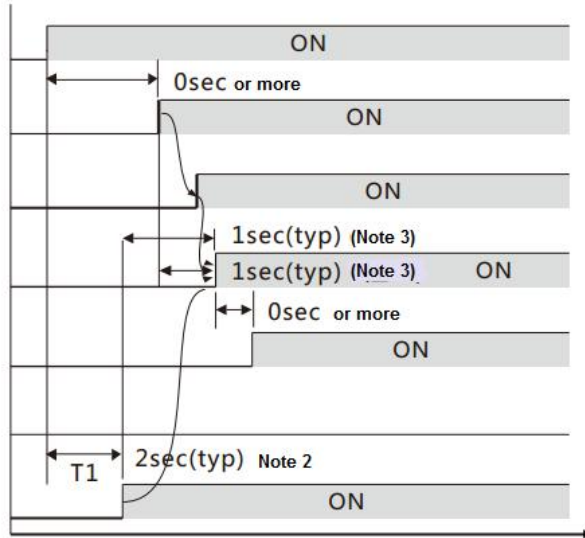 ON
0sec or more
ON
ON
1sec(typ) (Note 3)
1sec(typ) (Note 3) ON
0sec or more
ON
T1 2sec(typ) Note 2
ON